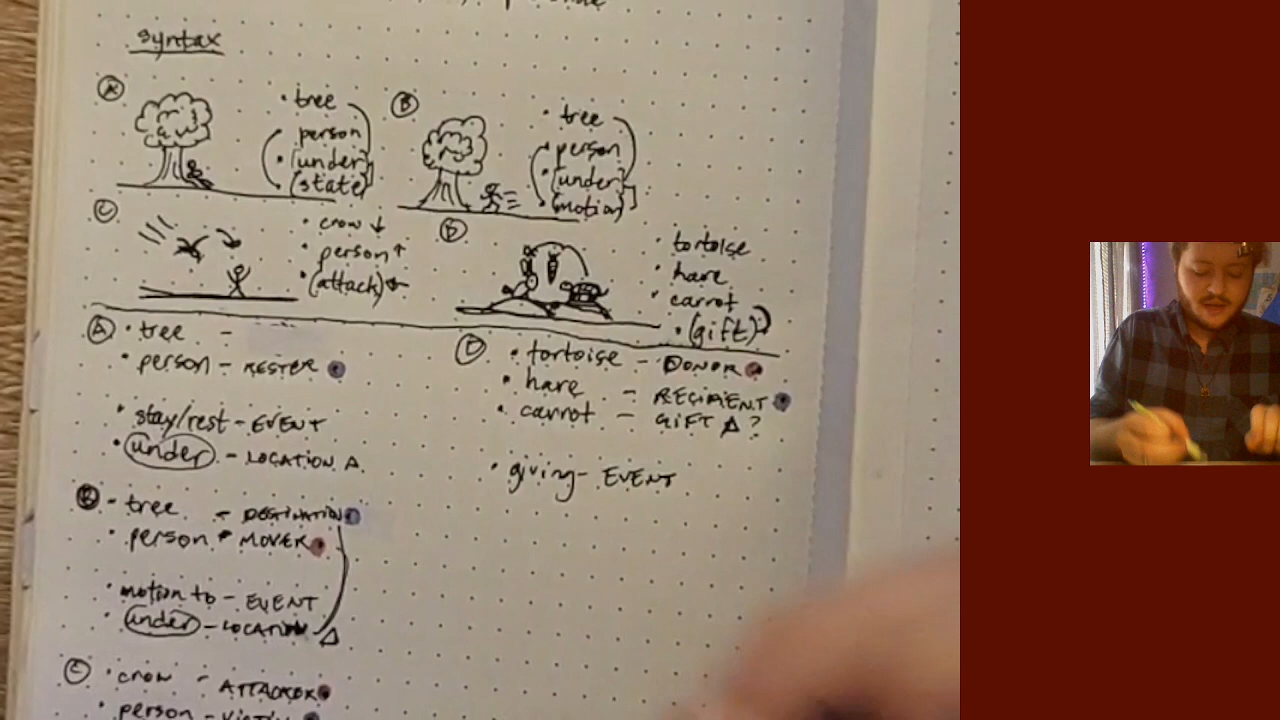 syntax
A
• tree
person
• (under)
(state)
B
• tree
person
• (under)
• (motion)
C
• crow ↓
• person ↑
• (attack) ←
D
• tortoise
• hare
• carrot
• (gift)
A • tree –
• person – RESTER
• stay/rest – EVENT
• under – LOCATION Δ
B – tree – DESTINATION
• person – MOVER
• motion to – EVENT
• under – LOCATION Δ
C • crow – ATTACKER
• person – VICTIM
D • tortoise – DONOR
• hare – RECIPIENT
• carrot – GIFT Δ ?
• giving – EVENT